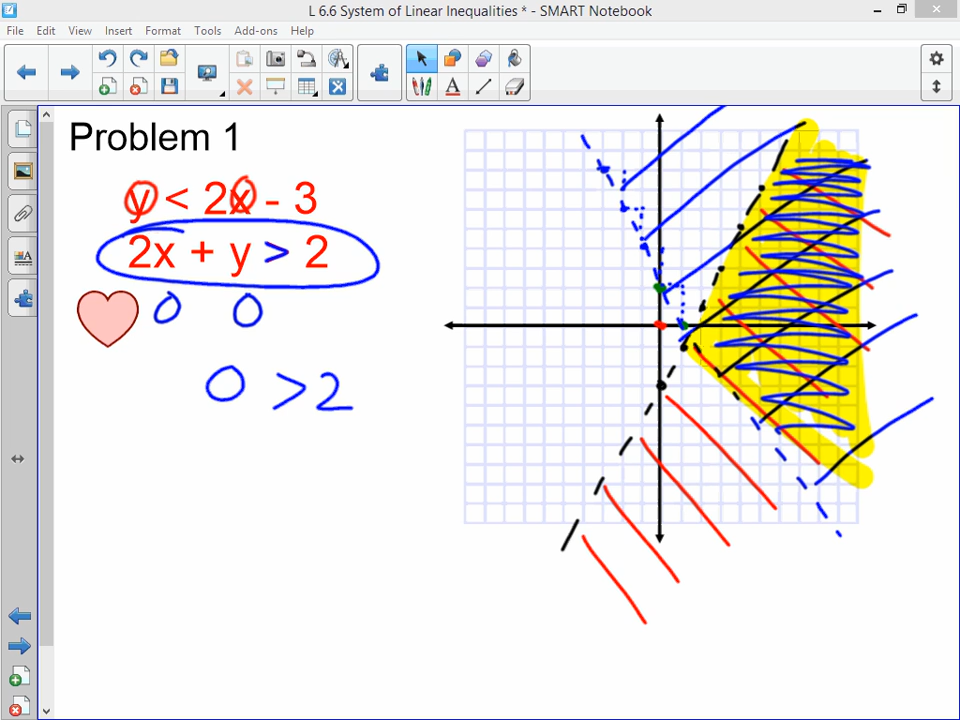 L 6.6 System of Linear Inequalities * - SMART Notebook
File Edit View Insert Format Tools Add-ons Help
Problem 1
y < 2x - 3
2x + y > 2
0 0
0 > 2